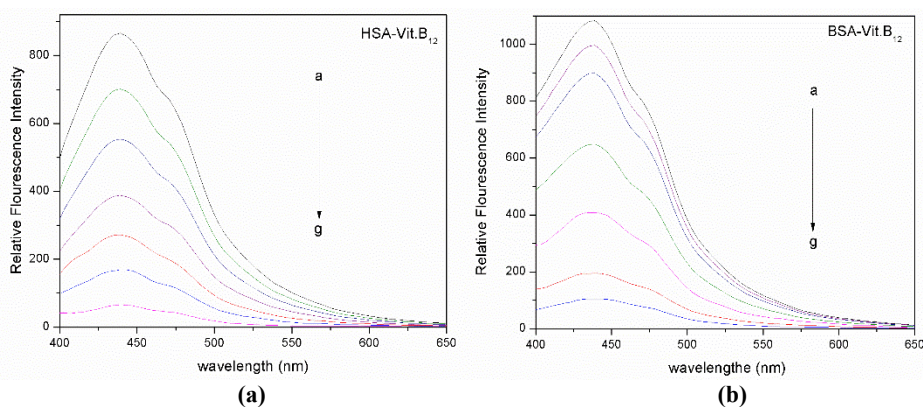 HSA-Vit.B12
a
g
Relative Flourescence Intensity
800
600
400
200
0
400
450
500
550
600
650
wavelength (nm)
(a)
BSA-Vit.B12
a
g
Relative Flourescence Intensity
1000
800
600
400
200
0
400
450
500
550
600
650
wavelengthe (nm)
(b)